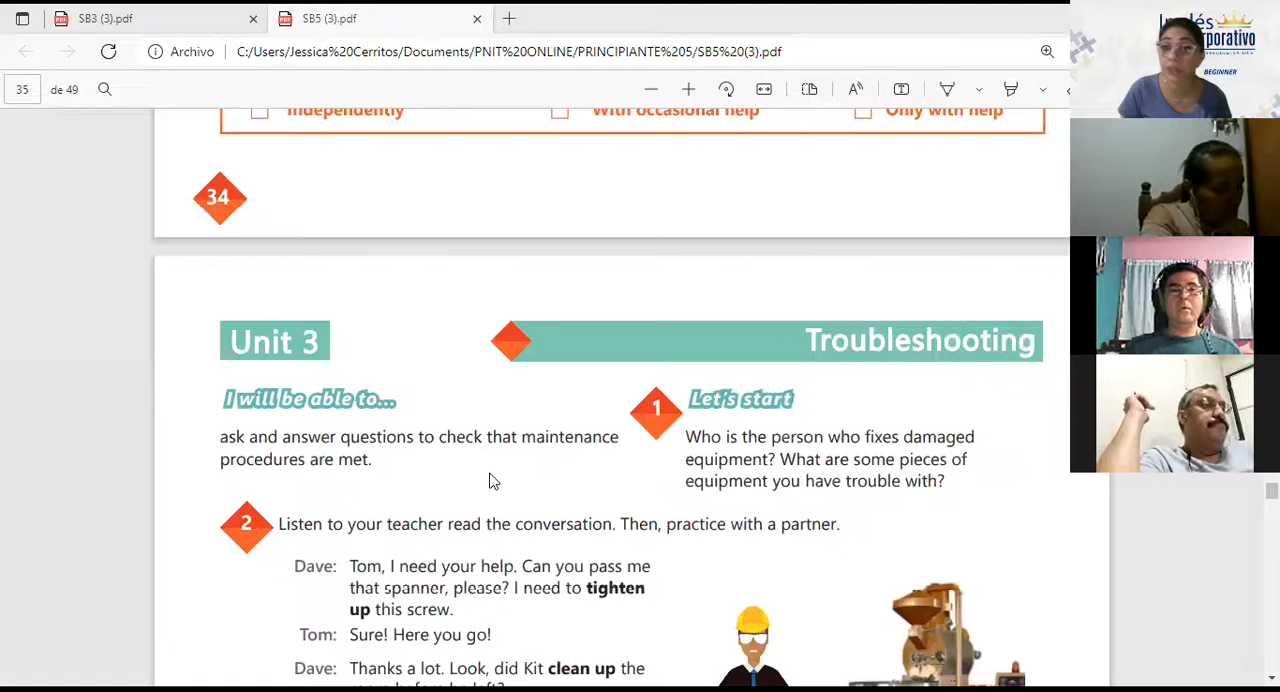 SB3 (3).pdf
SB5 (3).pdf
Archivo
C:/Users/Jessica%20Cerritos/Documents/PNIT%20ONLINE/PRINCIPIANTE%205/SB5%20(3).pdf
35 de 49
Independently
With occasional help
Only with help
34
Unit 3
Troubleshooting
I will be able to...
ask and answer questions to check that maintenance
procedures are met.
1
Let's start
Who is the person who fixes damaged
equipment? What are some pieces of
equipment you have trouble with?
2
Listen to your teacher read the conversation. Then, practice with a partner.
Dave: Tom, I need your help. Can you pass me
that spanner, please? I need to tighten
up this screw.
Tom: Sure! Here you go!
Dave: Thanks a lot. Look, did Kit clean up the
BEGINNER